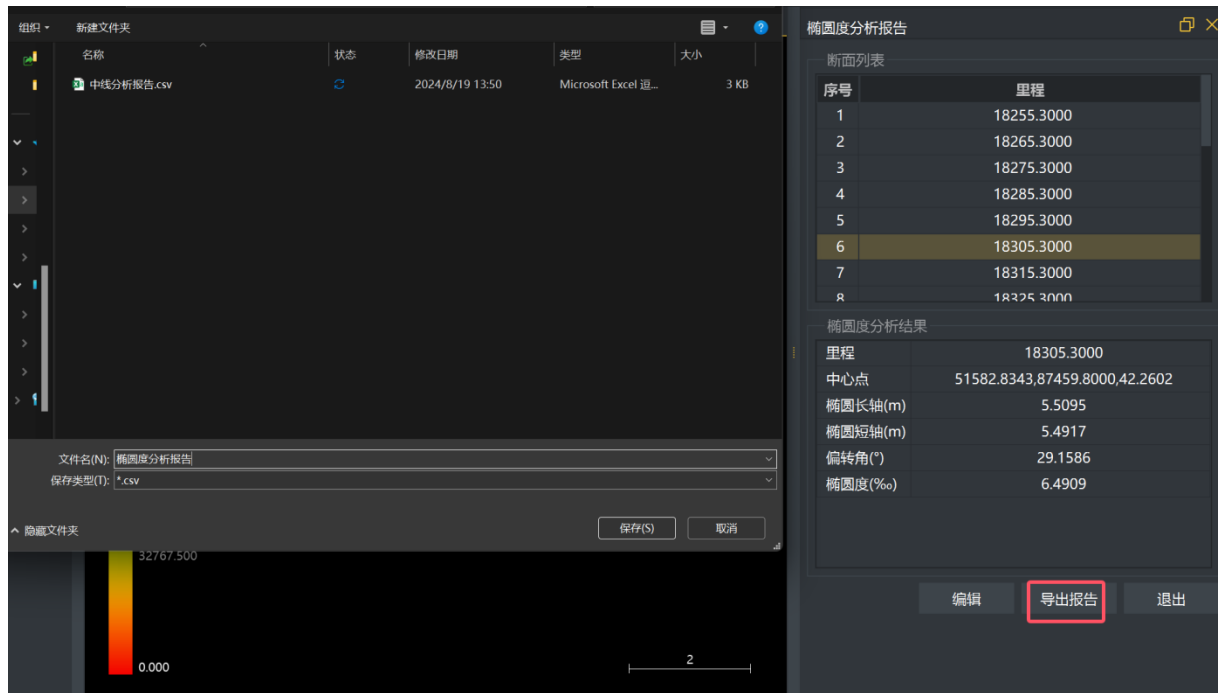 组织 新建文件夹
名称 状态 修改日期 类型 大小
中线分析报告.csv 2024/8/19 13:50 Microsoft Excel 逗... 3 KB
文件名(N): 椭圆度分析报告
保存类型(T): *.csv
隐藏文件夹 保存(S) 取消
32767.500
0.000
2
椭圆度分析报告
断面列表
序号 里程
1 18255.3000
2 18265.3000
3 18275.3000
4 18285.3000
5 18295.3000
6 18305.3000
7 18315.3000
8 18325.3000
椭圆度分析结果
里程 18305.3000
中心点 51582.8343,87459.8000,42.2602
椭圆长轴(m) 5.5095
椭圆短轴(m) 5.4917
偏转角(°) 29.1586
椭圆度(‰) 6.4909
编辑 导出报告 退出